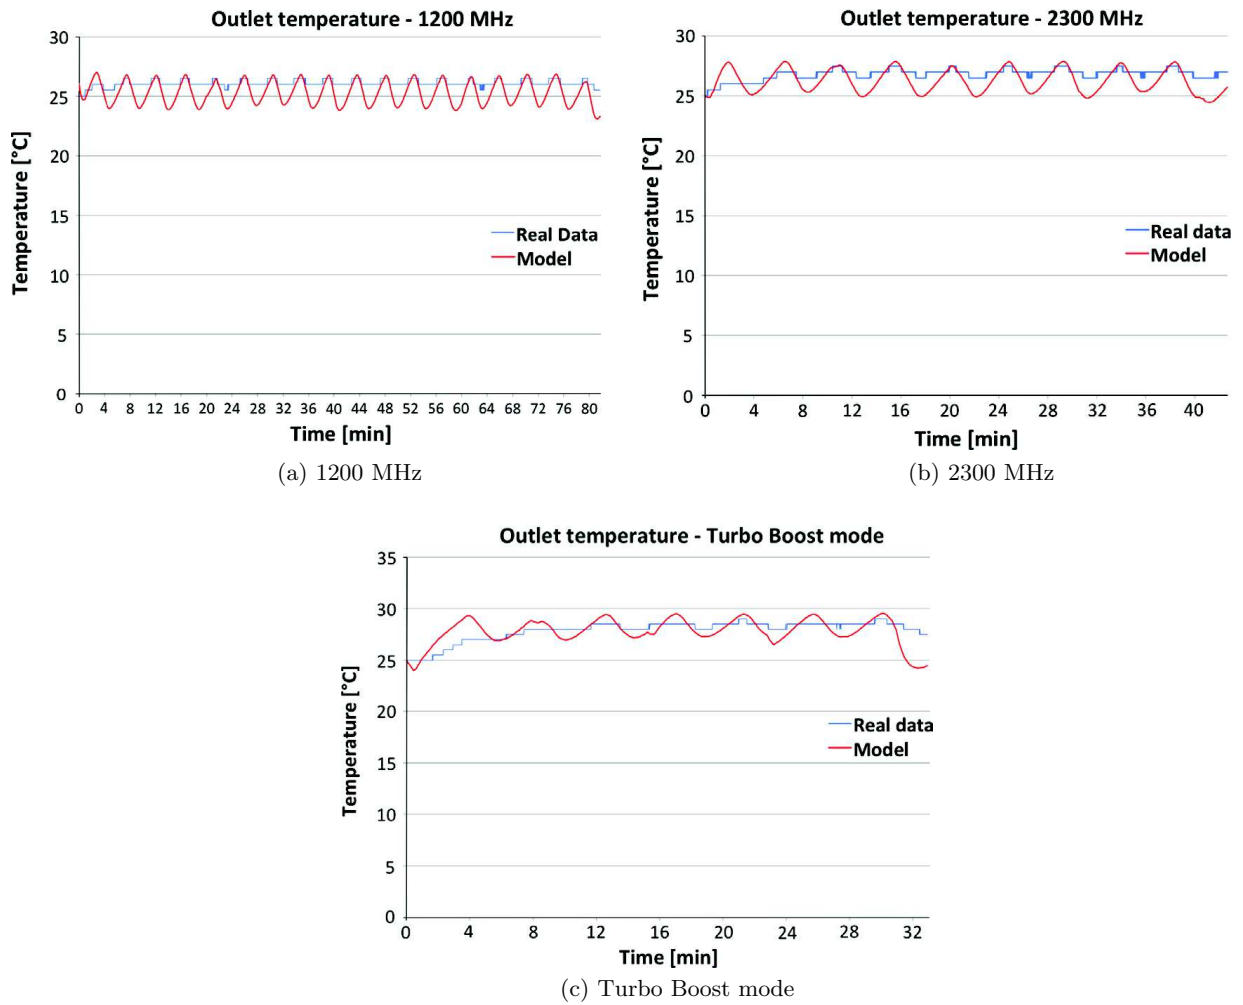 Outlet temperature - 1200 MHz
30
25
20
15
10
5
0
Temperature [°C]
Real Data
Model
0 4 8 12 16 20 24 28 32 36 40 44 48 52 56 60 64 68 72 76 80
Time [min]
(a) 1200 MHz
Outlet temperature - 2300 MHz
30
25
20
15
10
5
0
Temperature [°C]
Real data
Model
0 4 8 12 16 20 24 28 32 36 40
Time [min]
(b) 2300 MHz
Outlet temperature - Turbo Boost mode
35
30
25
20
15
10
5
0
Temperature [°C]
Real data
Model
0 4 8 12 16 20 24 28 32
Time [min]
(c) Turbo Boost mode